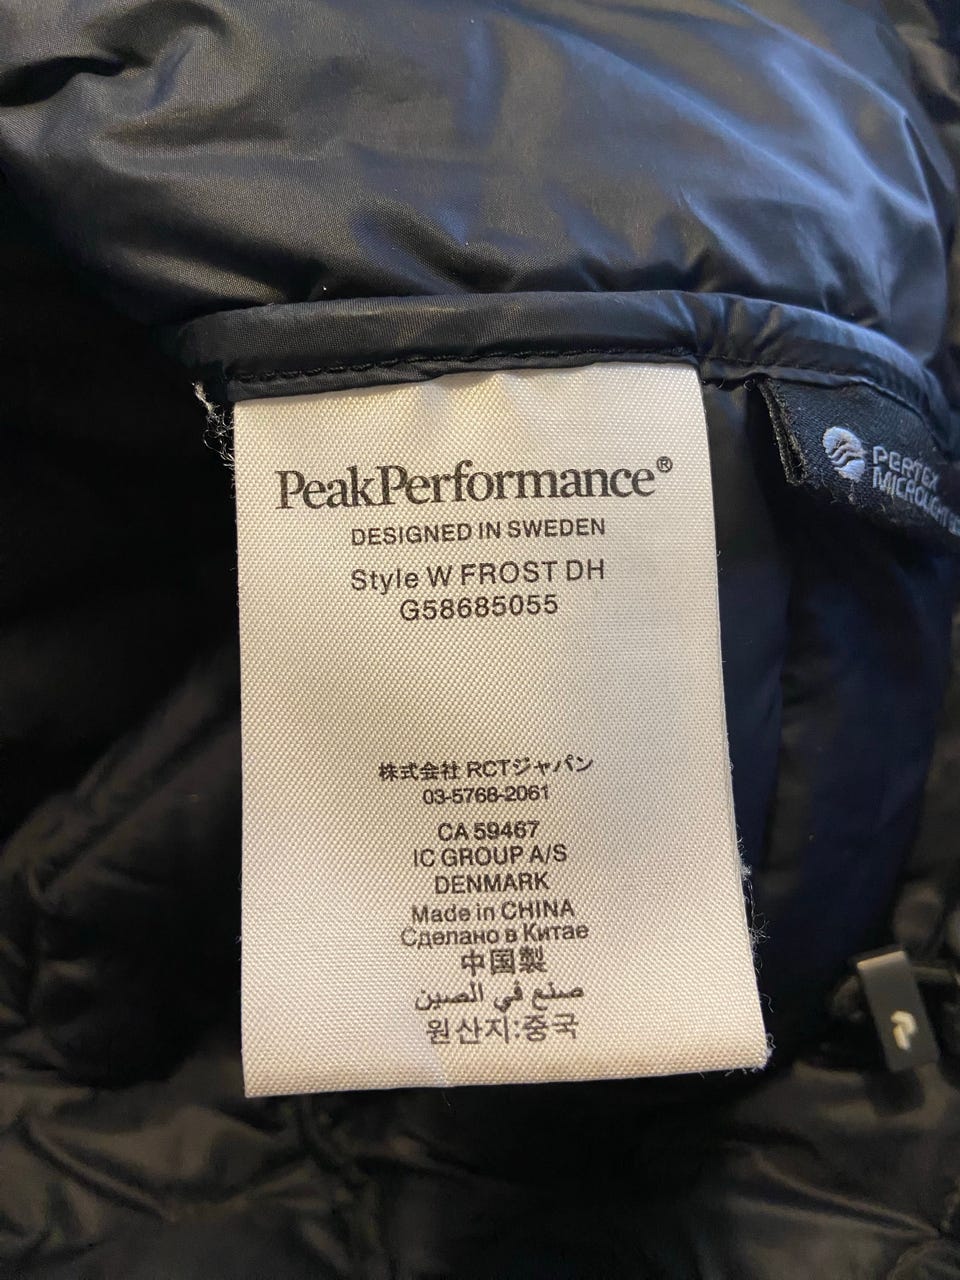 PeakPerformance®
DESIGNED IN SWEDEN
Style W FROST DH
G58685055
株式会社 RCTジャパン
03-5768-2061
CA 59467
IC GROUP A/S
DENMARK
Made in CHINA
Сделано в Китае
中国製
صنع في الصين
원산지:중국
PERTEX
MICROLIGHT